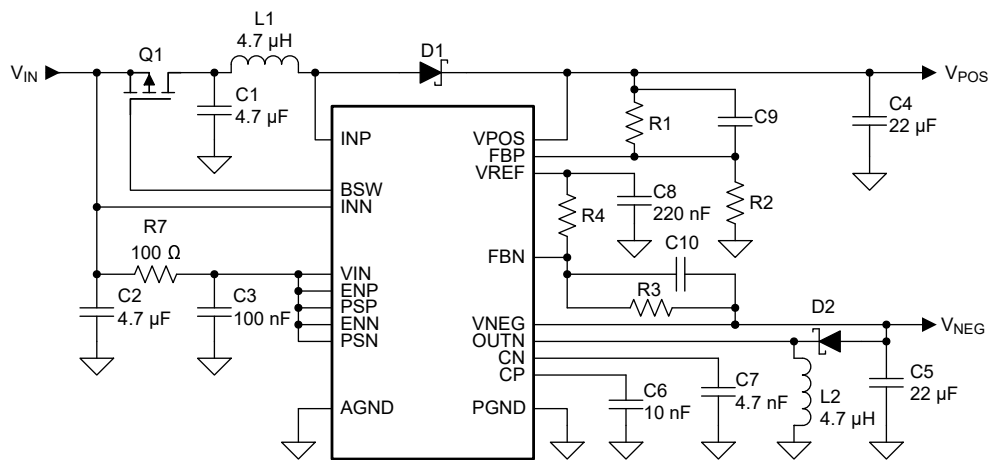 L1
4.7 µH
Q1
D1
VIN
VPOS
C1
4.7 µF
C4
22 µF
R1
C9
INP
VPOS
FBP
VREF
BSW
INN
C8
220 nF
R2
R4
R7
100 Ω
C10
FBN
VIN
ENP
PSP
ENN
PSN
C2
4.7 µF
C3
100 nF
R3
D2
VNEG
OUTN
CN
CP
VNEG
C6
10 nF
C7
4.7 nF
L2
4.7 µH
C5
22 µF
AGND
PGND